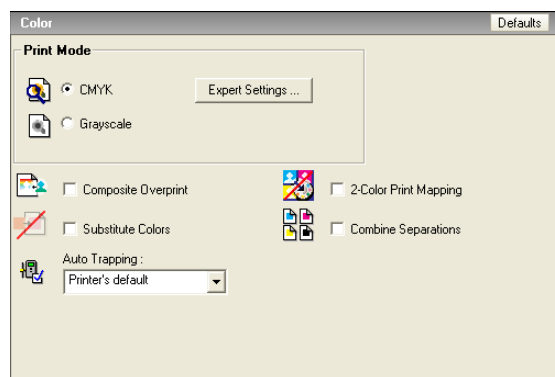 Color Defaults
Print Mode
CMYK Expert Settings ...
Grayscale
Composite Overprint 2-Color Print Mapping
Substitute Colors Combine Separations
Auto Trapping :
Printer's default